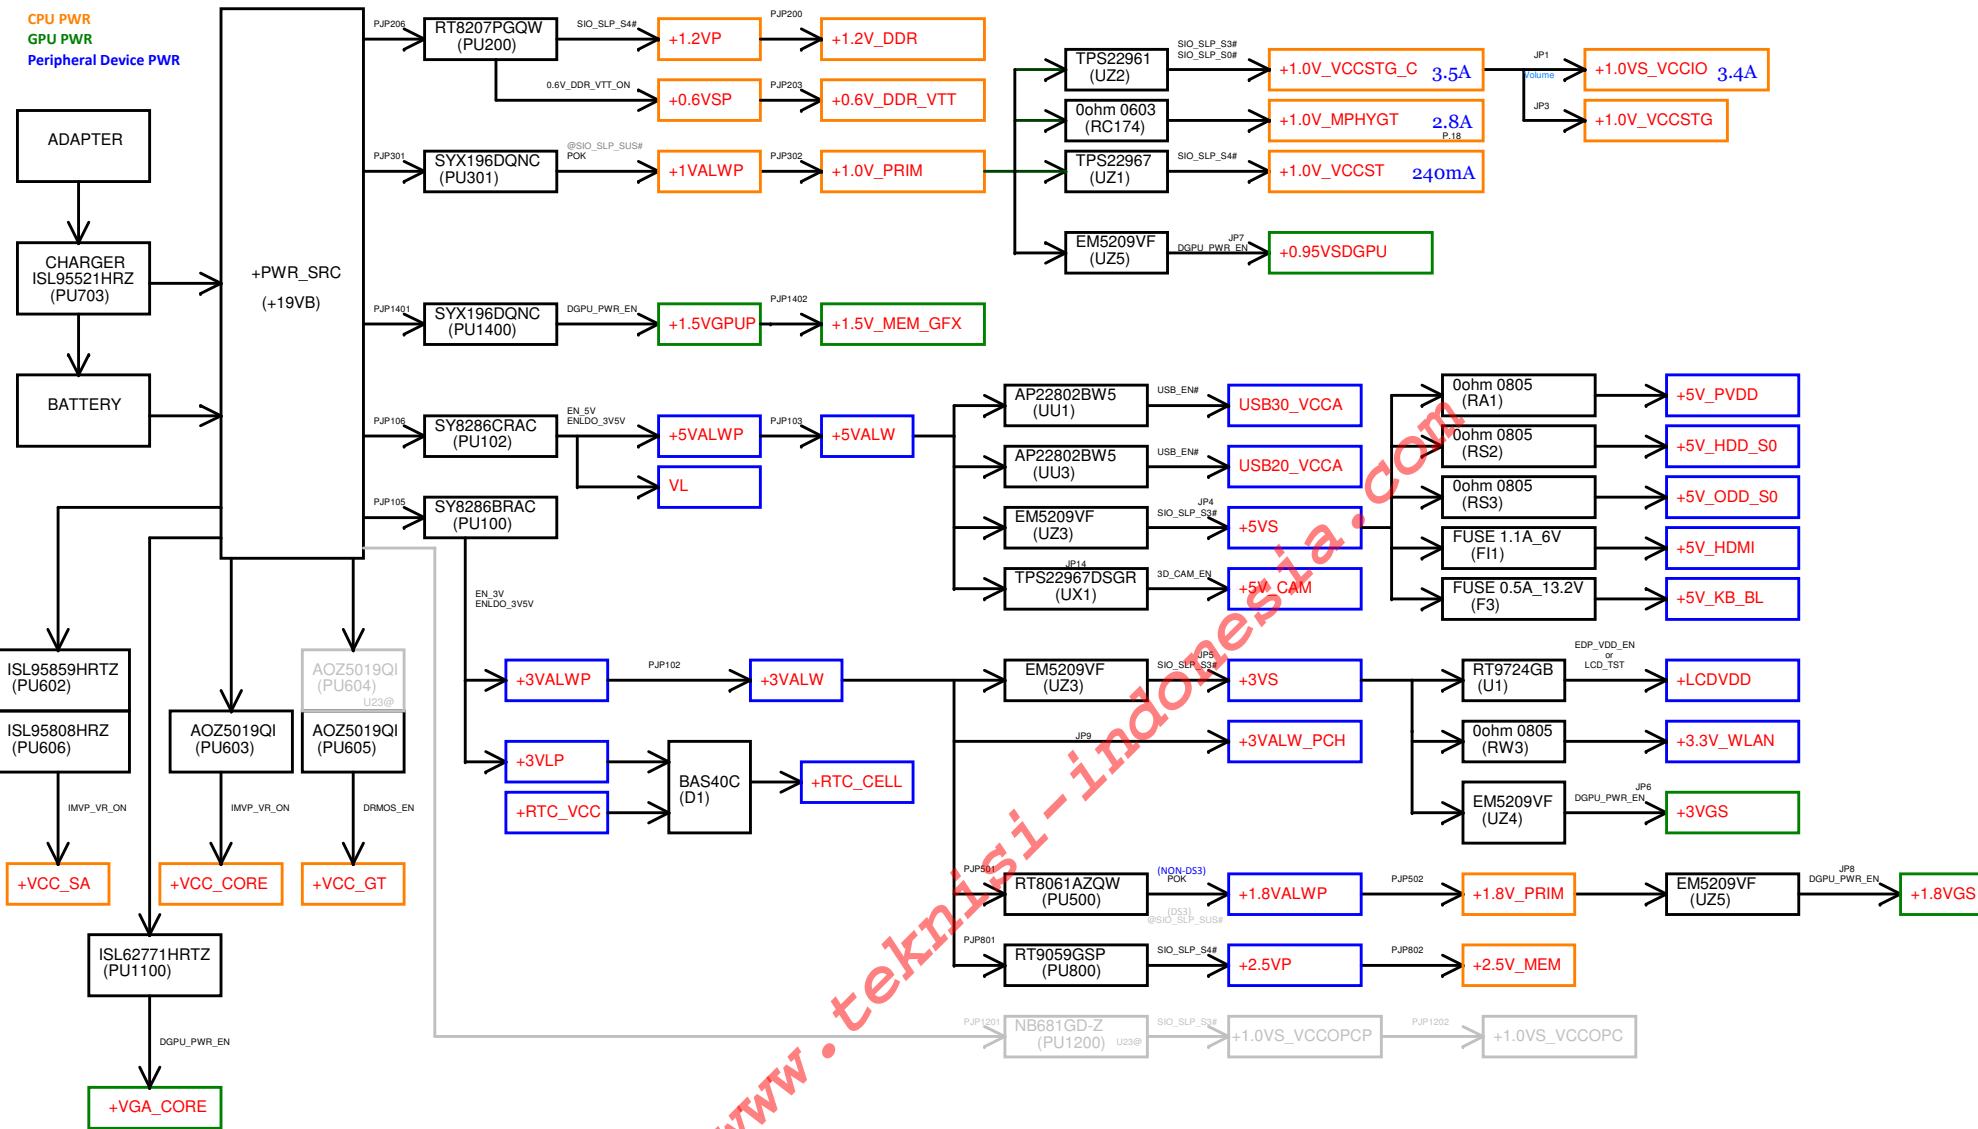 CPU PWR
GPU PWR
Peripheral Device PWR
ADAPTER
CHARGER
ISL95521HRZ
(PU703)
BATTERY
+PWR_SRC
(+19VB)
PJP206
RT8207PGQW
(PU200)
SIO_SLP_S4#
+1.2VP
PJP200
+1.2V_DDR
0.6V_DDR_VTT_ON
+0.6VSP
PJP203
+0.6V_DDR_VTT
PJP301
SYX196DQNC
(PU301)
@SIO_SLP_SUS#
POK
+1VALWP
PJP302
+1.0V_PRIM
TPS22961
(UZ2)
SIO_SLP_S3#
SIO_SLP_S0#
+1.0V_VCCSTG_C 3.5A
JP1
Volume
+1.0VS_VCCIO 3.4A
JP3
+1.0V_VCCSTG
0ohm 0603
(RC174)
+1.0V_MPHYGT 2.8A
P.18
TPS22967
(UZ1)
SIO_SLP_S4#
+1.0V_VCCST 240mA
EM5209VF
(UZ5)
JP7
DGPU_PWR_EN
+0.95VSDGPU
PJP1401
SYX196DQNC
(PU1400)
DGPU_PWR_EN
+1.5VGPUP
PJP1402
+1.5V_MEM_GFX
PJP106
SY8286CRAC
(PU102)
EN_5V
ENLDO_3V5V
+5VALWP
PJP103
+5VALW
VL
AP22802BW5
(UU1)
USB_EN#
USB30_VCCA
AP22802BW5
(UU3)
USB_EN#
USB20_VCCA
EM5209VF
(UZ3)
JP4
SIO_SLP_S3#
+5VS
JP14
TPS22967DSGR
(UX1)
3D_CAM_EN
+5V_CAM
0ohm 0805
(RA1)
+5V_PVDD
0ohm 0805
(RS2)
+5V_HDD_S0
0ohm 0805
(RS3)
+5V_ODD_S0
FUSE 1.1A_6V
(FI1)
+5V_HDMI
FUSE 0.5A_13.2V
(F3)
+5V_KB_BL
PJP105
SY8286BRAC
(PU100)
EN_3V
ENLDO_3V5V
+3VALWP
PJP102
+3VALW
EM5209VF
(UZ3)
JP5
SIO_SLP_S3#
+3VS
RT9724GB
(U1)
EDP_VDD_EN
or
LCD_TST
+LCDVDD
JP9
+3VALW_PCH
0ohm 0805
(RW3)
+3.3V_WLAN
EM5209VF
(UZ4)
JP6
DGPU_PWR_EN
+3VGS
+3VLP
+RTC_VCC
BAS40C
(D1)
+RTC_CELL
PJP501
RT8061AZQW
(PU500)
(NON-DS3)
POK
(DS3)
@SIO_SLP_SUS#
+1.8VALWP
PJP502
+1.8V_PRIM
EM5209VF
(UZ5)
JP8
DGPU_PWR_EN
+1.8VGS
PJP801
RT9059GSP
(PU800)
SIO_SLP_S4#
+2.5VP
PJP802
+2.5V_MEM
PJP1201
NB681GD-Z
(PU1200) U23@
SIO_SLP_S3#
+1.0VS_VCCOPCP
PJP1202
+1.0VS_VCCOPC
ISL95859HRTZ
(PU602)
ISL95808HRZ
(PU606)
IMVP_VR_ON
+VCC_SA
AOZ5019QI
(PU603)
IMVP_VR_ON
+VCC_CORE
AOZ5019QI
(PU604)
U23@
AOZ5019QI
(PU605)
DRMOS_EN
+VCC_GT
ISL62771HRTZ
(PU1100)
DGPU_PWR_EN
+VGA_CORE
www.teknisi-indonesia.com